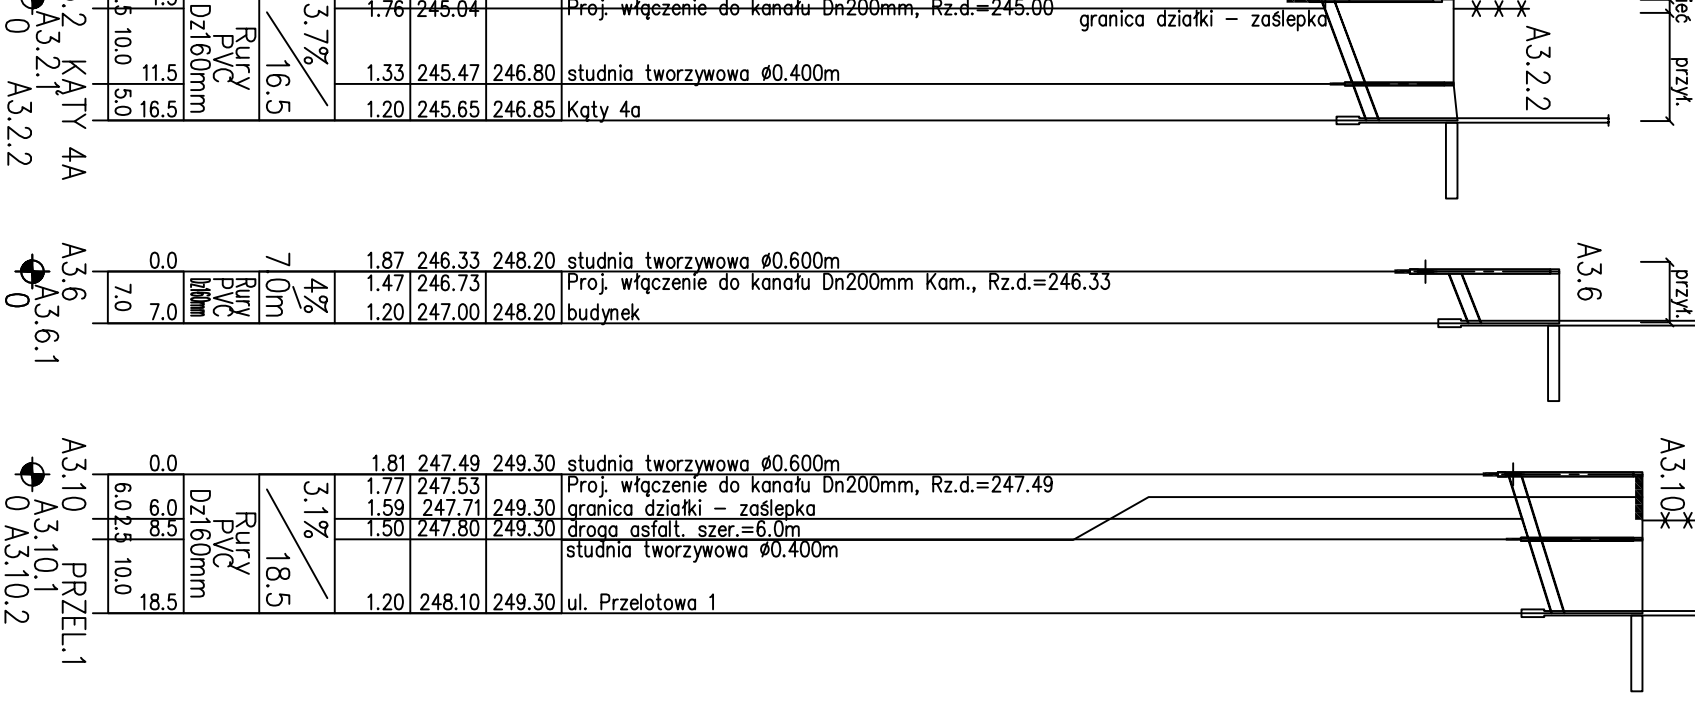 1.76 245.04 Proj. włączenie do kanału Dn200mm, Rz.d.=245.00
granica działki – zaślepka
11.5 1.33 245.47 246.80 studnia tworzywowa ø0.400m
16.5 1.20 245.65 246.85 Kąty 4a
10.0
5.0
Rury
PVC
Dz160mm
3.7%
16.5
KĄTY 4A
A3.2.1
0 A3.2.2
A3.2.2
przył.
A3.6
0.0 1.87 246.33 248.20 studnia tworzywowa ø0.600m
1.47 246.73 Proj. włączenie do kanału Dn200mm Kam., Rz.d.=246.33
7.0 1.20 247.00 248.20 budynek
7.0
Rury
PVC
Dz160mm
4%
7.0m
A3.6.1
0
A3.6
przył.
A3.10 PRZEL.1
0.0 1.81 247.49 249.30 studnia tworzywowa ø0.600m
1.77 247.53 Proj. włączenie do kanału Dn200mm, Rz.d.=247.49
6.0 1.59 247.71 249.30 granica działki – zaślepka
8.5 1.50 247.80 249.30 droga asfalt. szer.=6.0m
studnia tworzywowa ø0.400m
18.5 1.20 248.10 249.30 ul. Przelotowa 1
6.0 2.5 10.0
Rury
PVC
Dz160mm
3.1%
18.5
A3.10.1
0 A3.10.2
A3.10